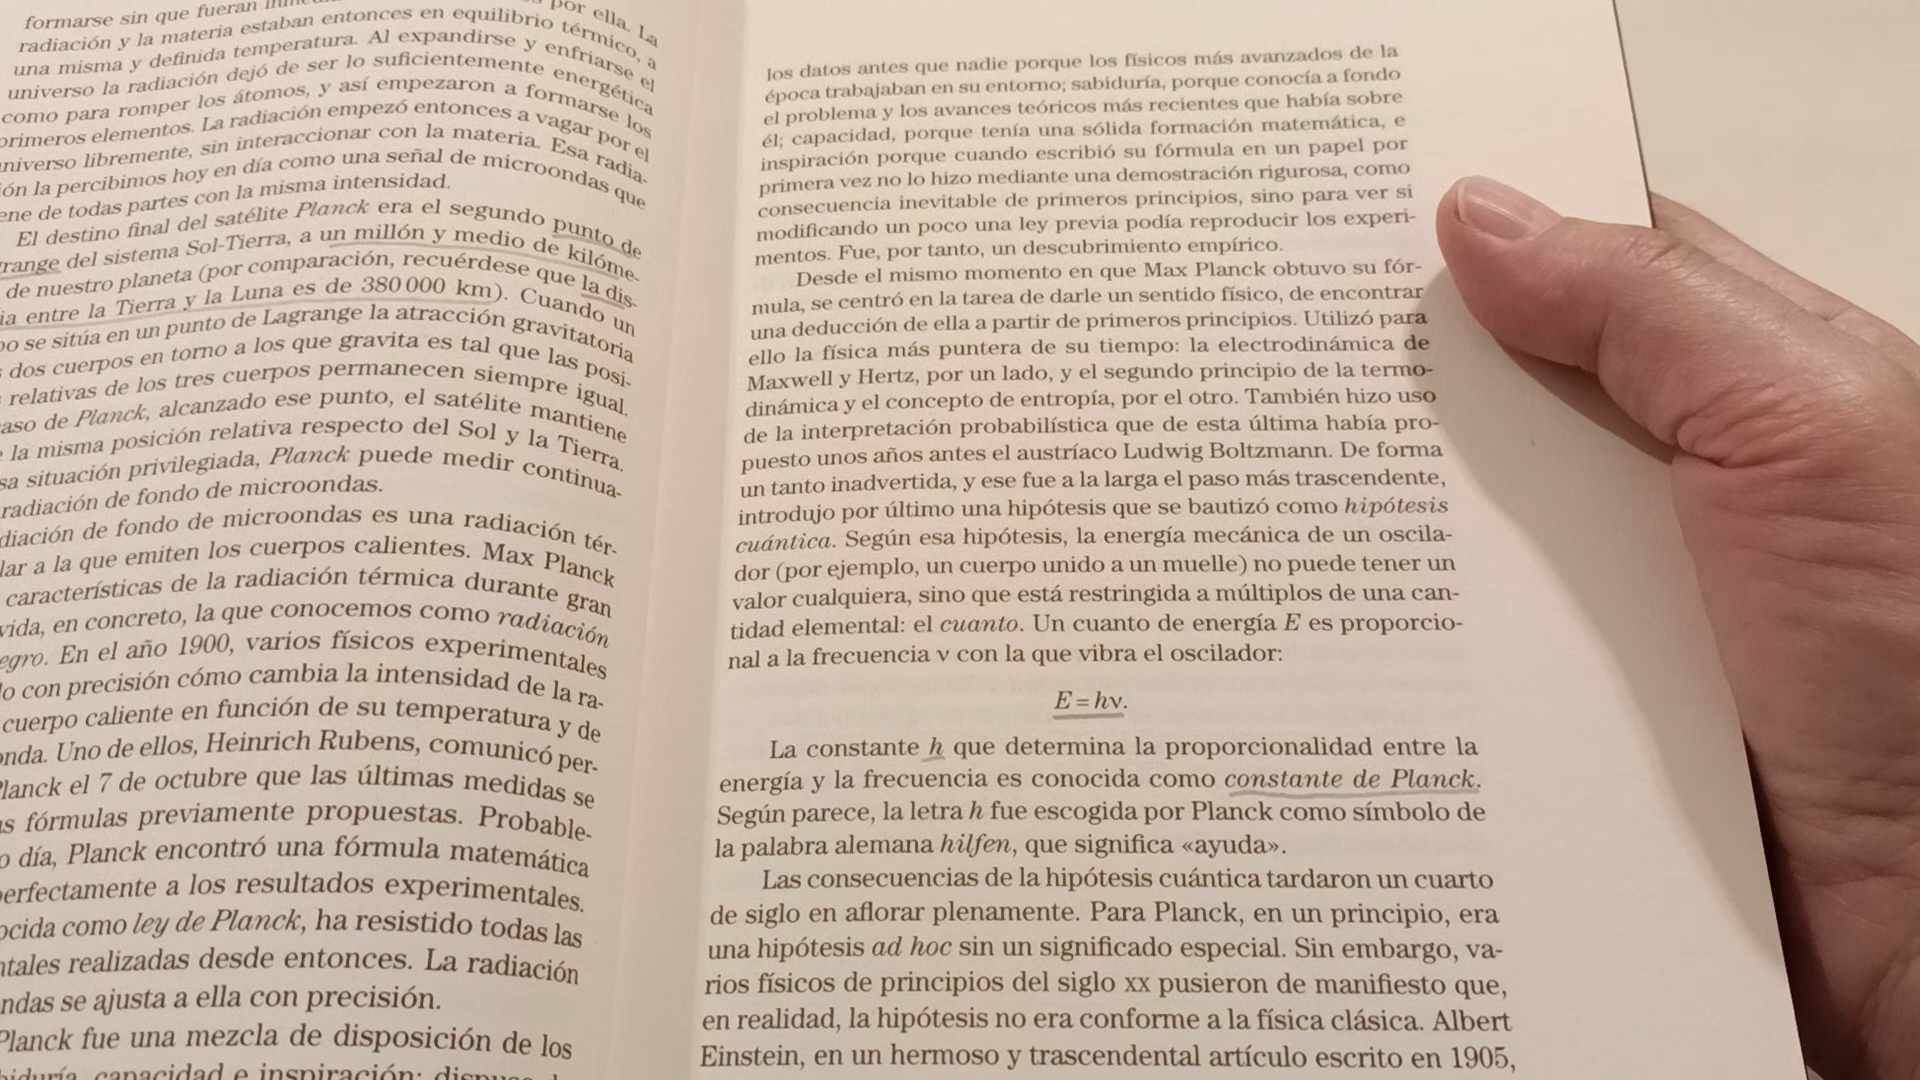 formarse sin que fueran
por ella. La
radiación y la materia estaban entonces en equilibrio térmico, a
una misma y definida temperatura. Al expandirse y enfriarse el
universo la radiación dejó de ser lo suficientemente energética
como para romper los átomos, y así empezaron a formarse los
primeros elementos. La radiación empezó entonces a vagar por el
niverso libremente, sin interaccionar con la materia. Esa radia-
ión la percibimos hoy en día como una señal de microondas que
ene de todas partes con la misma intensidad.
El destino final del satélite Planck era el segundo punto de
range del sistema Sol-Tierra, a un millón y medio de kilóme-
de nuestro planeta (por comparación, recuérdese que la dis-
ia entre la Tierra y la Luna es de 380 000 km). Cuando un
po se sitúa en un punto de Lagrange la atracción gravitatoria
s dos cuerpos en torno a los que gravita es tal que las posi-
relativas de los tres cuerpos permanecen siempre igual.
aso de Planck, alcanzado ese punto, el satélite mantiene
la misma posición relativa respecto del Sol y la Tierra.
sa situación privilegiada, Planck puede medir continua-
radiación de fondo de microondas.
diación de fondo de microondas es una radiación tér-
lar a la que emiten los cuerpos calientes. Max Planck
características de la radiación térmica durante gran
vida, en concreto, la que conocemos como radiación
egro. En el año 1900, varios físicos experimentales
lo con precisión cómo cambia la intensidad de la ra-
cuerpo caliente en función de su temperatura y de
onda. Uno de ellos, Heinrich Rubens, comunicó per-
Planck el 7 de octubre que las últimas medidas se
as fórmulas previamente propuestas. Probable-
o día, Planck encontró una fórmula matemática
perfectamente a los resultados experimentales.
ocida como ley de Planck, ha resistido todas las
ntales realizadas desde entonces. La radiación
ndas se ajusta a ella con precisión.
Planck fue una mezcla de disposición de los
biduría, capacidad e inspiración:
los datos antes que nadie porque los físicos más avanzados de la
época trabajaban en su entorno; sabiduría, porque conocía a fondo
el problema y los avances teóricos más recientes que había sobre
él; capacidad, porque tenía una sólida formación matemática, e
inspiración porque cuando escribió su fórmula en un papel por
primera vez no lo hizo mediante una demostración rigurosa, como
consecuencia inevitable de primeros principios, sino para ver si
modificando un poco una ley previa podía reproducir los experi-
mentos. Fue, por tanto, un descubrimiento empírico.
Desde el mismo momento en que Max Planck obtuvo su fór-
mula, se centró en la tarea de darle un sentido físico, de encontrar
una deducción de ella a partir de primeros principios. Utilizó para
ello la física más puntera de su tiempo: la electrodinámica de
Maxwell y Hertz, por un lado, y el segundo principio de la termo-
dinámica y el concepto de entropía, por el otro. También hizo uso
de la interpretación probabilística que de esta última había pro-
puesto unos años antes el austríaco Ludwig Boltzmann. De forma
un tanto inadvertida, y ese fue a la larga el paso más trascendente,
introdujo por último una hipótesis que se bautizó como hipótesis
cuántica. Según esa hipótesis, la energía mecánica de un oscila-
dor (por ejemplo, un cuerpo unido a un muelle) no puede tener un
valor cualquiera, sino que está restringida a múltiplos de una can-
tidad elemental: el cuanto. Un cuanto de energía E es proporcio-
nal a la frecuencia ν con la que vibra el oscilador:
E = hν.
La constante h que determina la proporcionalidad entre la
energía y la frecuencia es conocida como constante de Planck.
Según parece, la letra h fue escogida por Planck como símbolo de
la palabra alemana hilfen, que significa «ayuda».
Las consecuencias de la hipótesis cuántica tardaron un cuarto
de siglo en aflorar plenamente. Para Planck, en un principio, era
una hipótesis ad hoc sin un significado especial. Sin embargo, va-
rios físicos de principios del siglo XX pusieron de manifiesto que,
en realidad, la hipótesis no era conforme a la física clásica. Albert
Einstein, en un hermoso y trascendental artículo escrito en 1905,